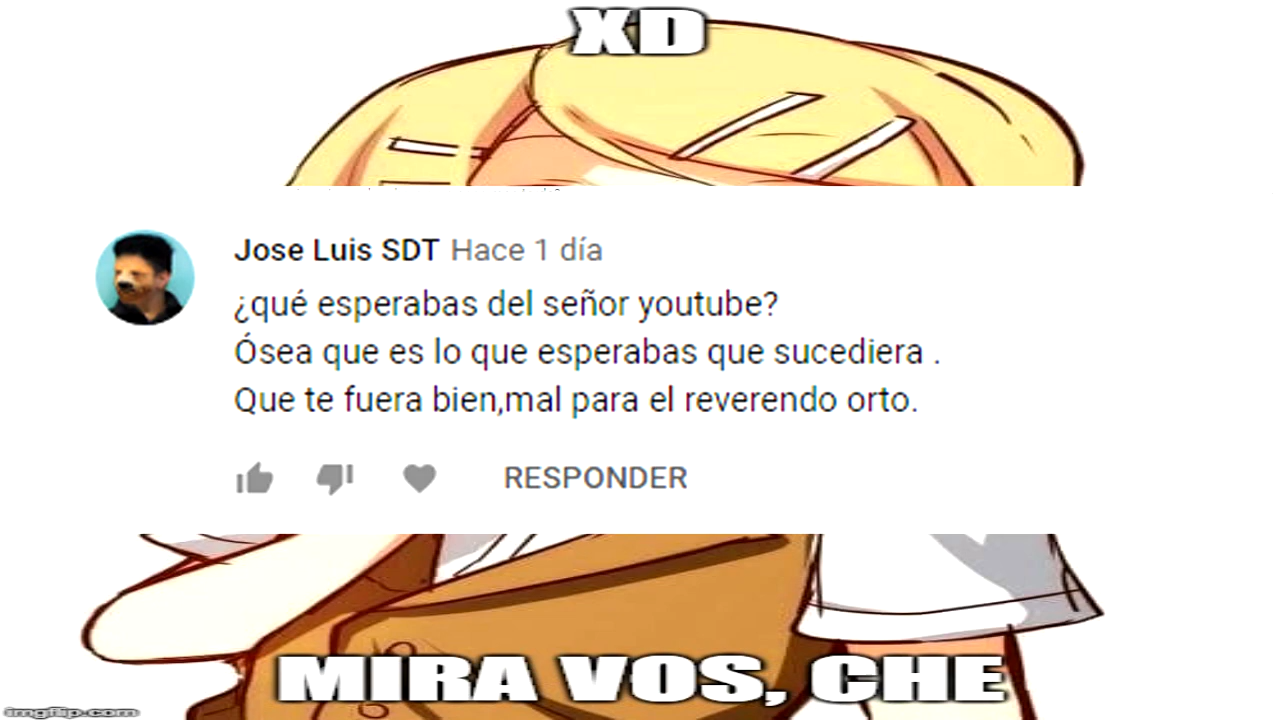 XD
Jose Luis SDT Hace 1 día
¿qué esperabas del señor youtube?
Ósea que es lo que esperabas que sucediera .
Que te fuera bien,mal para el reverendo orto.
RESPONDER
MIRA VOS, CHE
imgflip.com